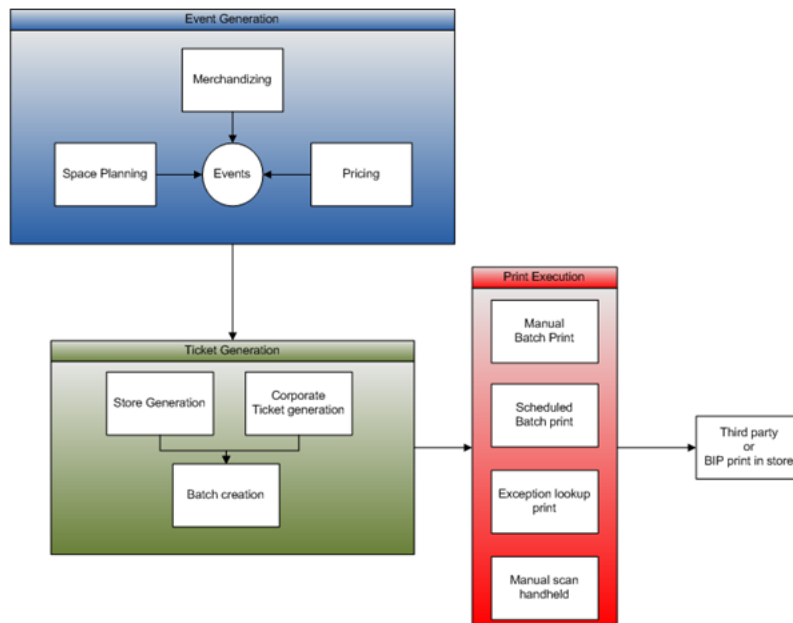 Event Generation
Merchandizing
Space Planning
Events
Pricing
Ticket Generation
Store Generation
Corporate
Ticket generation
Batch creation
Print Execution
Manual
Batch Print
Scheduled
Batch print
Exception lookup
print
Manual scan
handheld
Third party
or
BIP print in store